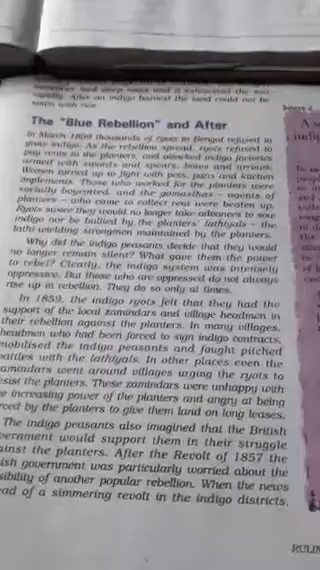 moreover had deep roots and it exhausted the soil
rapidly. After an indigo harvest the land could not be
sown with rice.
The "Blue Rebellion" and After
In March 1859 thousands of ryots in Bengal refused to
grow indigo. As the rebellion spread, ryots refused to
pay rents to the planters, and attacked indigo factories
armed with swords and spears, bows and arrows.
Women turned up to fight with pots, pans and kitchen
implements. Those who worked for the planters were
socially boycotted, and the gomasthas – agents of
planters – who came to collect rent were beaten up.
Ryots swore they would no longer take advances to sow
indigo nor be bullied by the planters' lathiyals – the
lathi-wielding strongmen maintained by the planters.
Why did the indigo peasants decide that they would
no longer remain silent? What gave them the power
to rebel? Clearly, the indigo system was intensely
oppressive. But those who are oppressed do not always
rise up in rebellion. They do so only at times.
In 1859, the indigo ryots felt that they had the
support of the local zamindars and village headmen in
their rebellion against the planters. In many villages,
headmen who had been forced to sign indigo contracts,
mobilised the indigo peasants and fought pitched
battles with the lathiyals. In other places even the
zamindars went around villages urging the ryots to
resist the planters. These zamindars were unhappy with
e increasing power of the planters and angry at being
rced by the planters to give them land on long leases.
The indigo peasants also imagined that the British
vernment would support them in their struggle
ainst the planters. After the Revolt of 1857 the
ish government was particularly worried about the
sibility of another popular rebellion. When the news
ead of a simmering revolt in the indigo districts,
RULIN